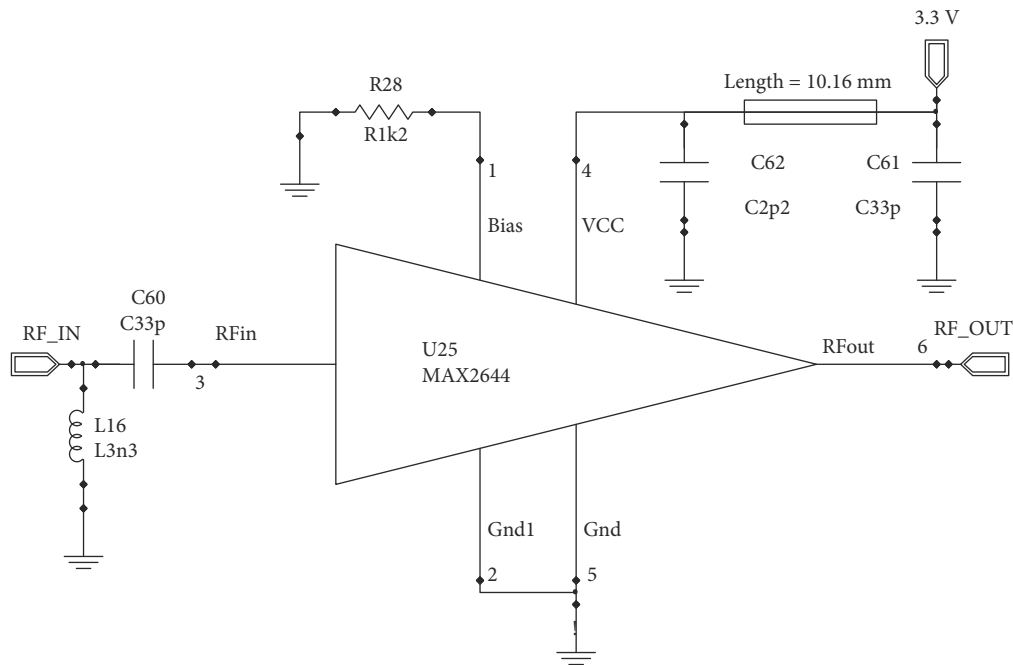 3.3 V
Length = 10.16 mm
R28
R1k2
1
4
C62
C61
C2p2
C33p
Bias
VCC
C60
C33p
RF_IN
RFin
3
U25
MAX2644
RFout
6
RF_OUT
L16
L3n3
Gnd1
Gnd
2
5
!